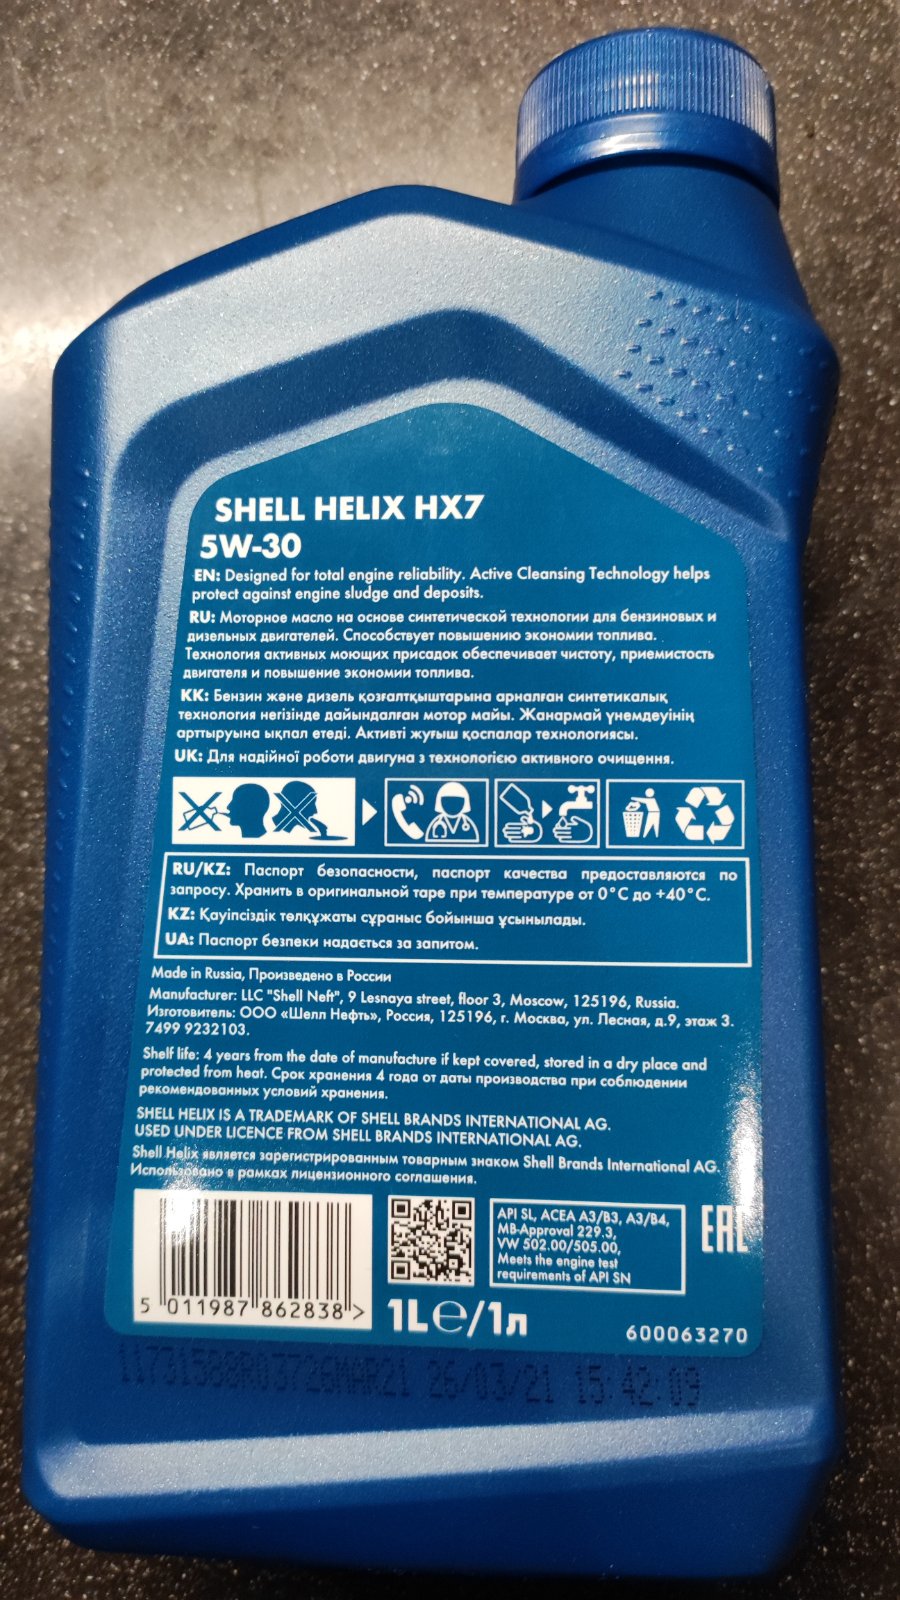 SHELL HELIX HX7
5W-30
EN: Designed for total engine reliability. Active Cleansing Technology helps
protect against engine sludge and deposits.
RU: Моторное масло на основе синтетической технологии для бензиновых и
дизельных двигателей. Способствует повышению экономии топлива.
Технология активных моющих присадок обеспечивает чистоту, приемистость
двигателя и повышение экономии топлива.
KK: Бензин және дизель қозғалтқыштарына арналған синтетикалық
технология негізінде дайындалған мотор майы. Жанармай үнемдеуінің
арттыруына ықпал етеді. Активті жуғыш қоспалар технологиясы.
UK: Для надійної роботи двигуна з технологією активного очищення.
RU/KZ: Паспорт безопасности, паспорт качества предоставляются по
запросу. Хранить в оригинальной таре при температуре от 0°C до +40°C.
KZ: Қауіпсіздік төлқұжаты сұраныс бойынша ұсынылады.
UA: Паспорт безпеки надається за запитом.
Made in Russia, Произведено в России
Manufacturer: LLC "Shell Neft", 9 Lesnaya street, floor 3, Moscow, 125196, Russia.
Изготовитель: ООО «Шелл Нефть», Россия, 125196, г. Москва, ул. Лесная, д.9, этаж 3.
7499 9232103.
Shelf life: 4 years from the date of manufacture if kept covered, stored in a dry place and
protected from heat. Срок хранения 4 года от даты производства при соблюдении
рекомендованных условий хранения.
SHELL HELIX IS A TRADEMARK OF SHELL BRANDS INTERNATIONAL AG.
USED UNDER LICENCE FROM SHELL BRANDS INTERNATIONAL AG.
Shell Helix является зарегистрированным товарным знаком Shell Brands International AG.
Использовано в рамках лицензионного соглашения.
API SL, ACEA A3/B3, A3/B4,
MB-Approval 229.3,
VW 502.00/505.00,
Meets the engine test
requirements of API SN
EAC
5 011987 862838 >
1L℮/1л
600063270
11731588R03726MAR21 26/03/21 15:42:09